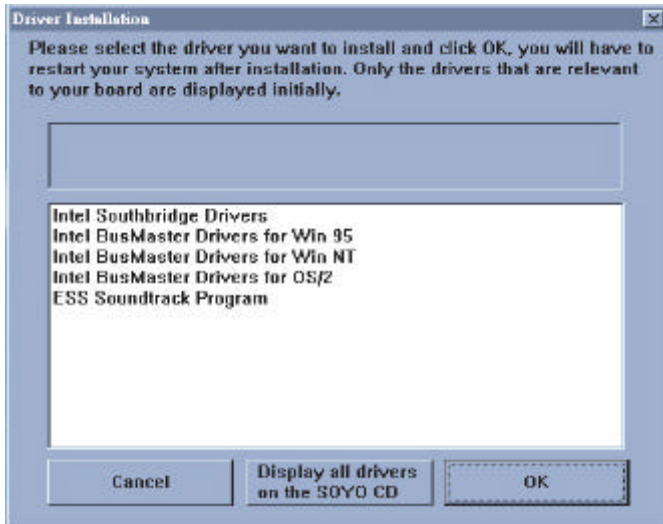 Driver Installation
Please select the driver you want to install and click OK, you will have to
restart your system after installation. Only the drivers that are relevant
to your board are displayed initially.
Intel Southbridge Drivers
Intel BusMaster Drivers for Win 95
Intel BusMaster Drivers for Win NT
Intel BusMaster Drivers for OS/2
ESS Soundtrack Program
Cancel
Display all drivers
on the SOYO CD
OK